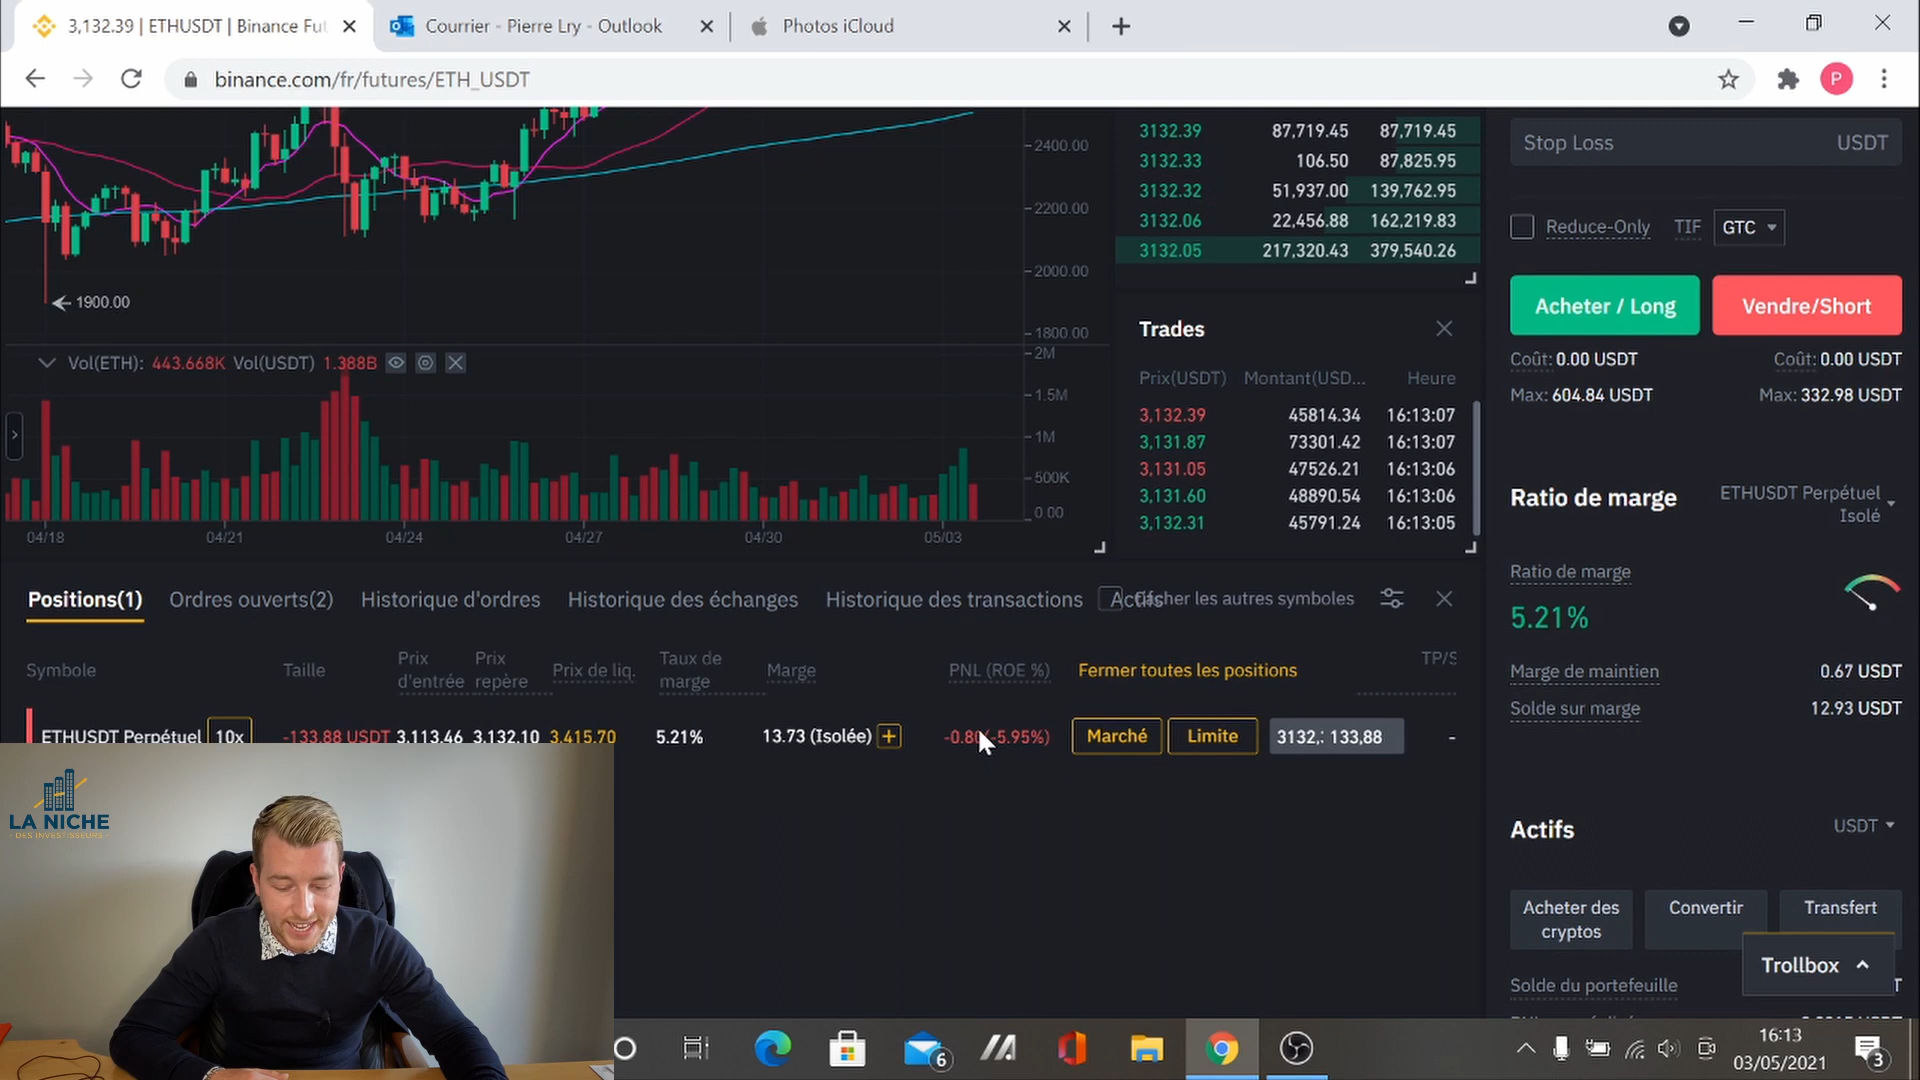 3,132.39 | ETHUSDT | Binance Fut
Courrier - Pierre Lry - Outlook
Photos iCloud
binance.com/fr/futures/ETH_USDT
P
2400.00
2200.00
2000.00
1800.00
1900.00
Vol(ETH): 443.668K Vol(USDT) 1.388B
2M
1.5M
1M
500K
0.00
04/18 04/21 04/24 04/27 04/30 05/03
3132.39 87,719.45 87,719.45
3132.33 106.50 87,825.95
3132.32 51,937.00 139,762.95
3132.06 22,456.88 162,219.83
3132.05 217,320.43 379,540.26
Trades
Prix(USDT) Montant(USD... Heure
3,132.39 45814.34 16:13:07
3,131.87 73301.42 16:13:07
3,131.05 47526.21 16:13:06
3,131.60 48890.54 16:13:06
3,132.31 45791.24 16:13:05
Stop Loss USDT
Reduce-Only TIF GTC
Acheter / Long Vendre/Short
Coût: 0.00 USDT Coût: 0.00 USDT
Max: 604.84 USDT Max: 332.98 USDT
Ratio de marge
ETHUSDT Perpétuel
Isolé
Ratio de marge
5.21%
Marge de maintien 0.67 USDT
Solde sur marge 12.93 USDT
Actifs USDT
Acheter des
cryptos
Convertir
Transfert
Trollbox
Solde du portefeuille
Positions(1) Ordres ouverts(2) Historique d'ordres Historique des échanges Historique des transactions Actifs
les autres symboles
Symbole Taille
Prix
d'entrée
Prix
repère
Prix de liq.
Taux de
marge
Marge PNL (ROE %) Fermer toutes les positions TP/S
ETHUSDT Perpétuel 10x -133.88 USDT 3,113.46 3,132.10 3,415.70 5.21% 13.73 (Isolée) -5.95%) Marché Limite 133,88 -
LA NICHE
- DES INVESTISSEURS -
6
16:13
03/05/2021
3